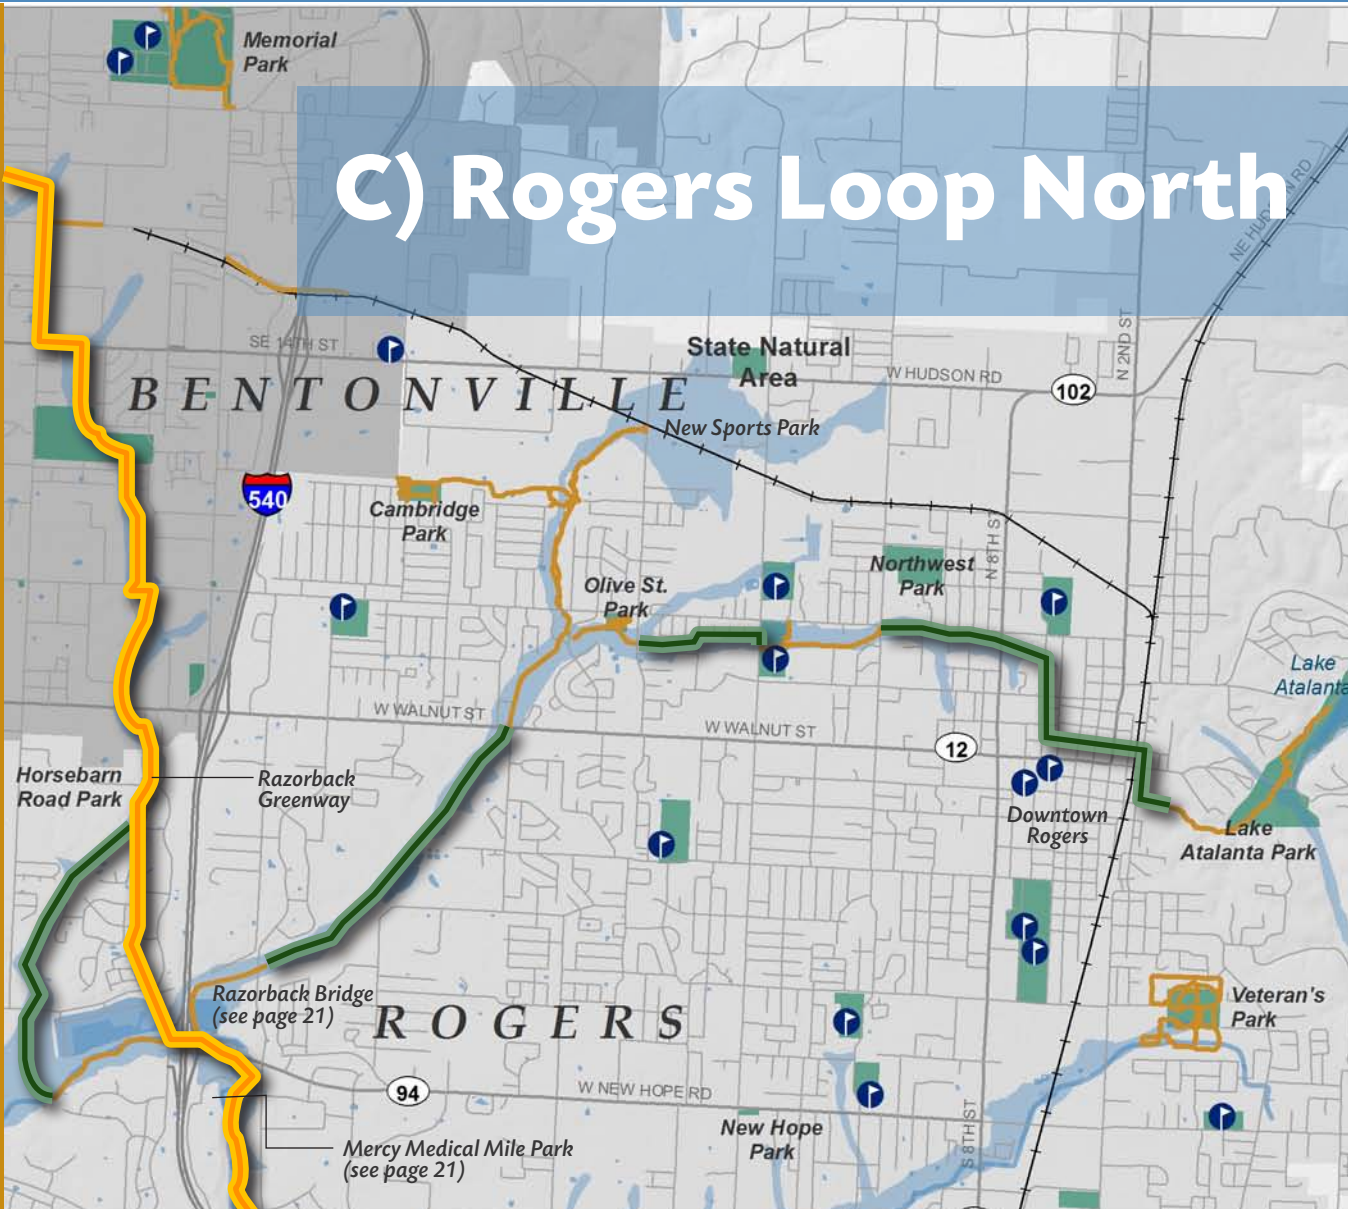 Memorial
Park
C) Rogers Loop North
NE HUDSON RD
N 2ND ST
SE 14TH ST
State Natural
Area
W HUDSON RD
102
BENTONVILLE
New Sports Park
540
Cambridge
Park
N 8TH ST
Northwest
Park
Olive St.
Park
Lake
Atalanta
W WALNUT ST
W WALNUT ST
12
Horsebarn
Road Park
Razorback
Greenway
Downtown
Rogers
Lake
Atalanta Park
Razorback Bridge
(see page 21)
ROGERS
Veteran's
Park
94
W NEW HOPE RD
New Hope
Park
S 8TH ST
Mercy Medical Mile Park
(see page 21)